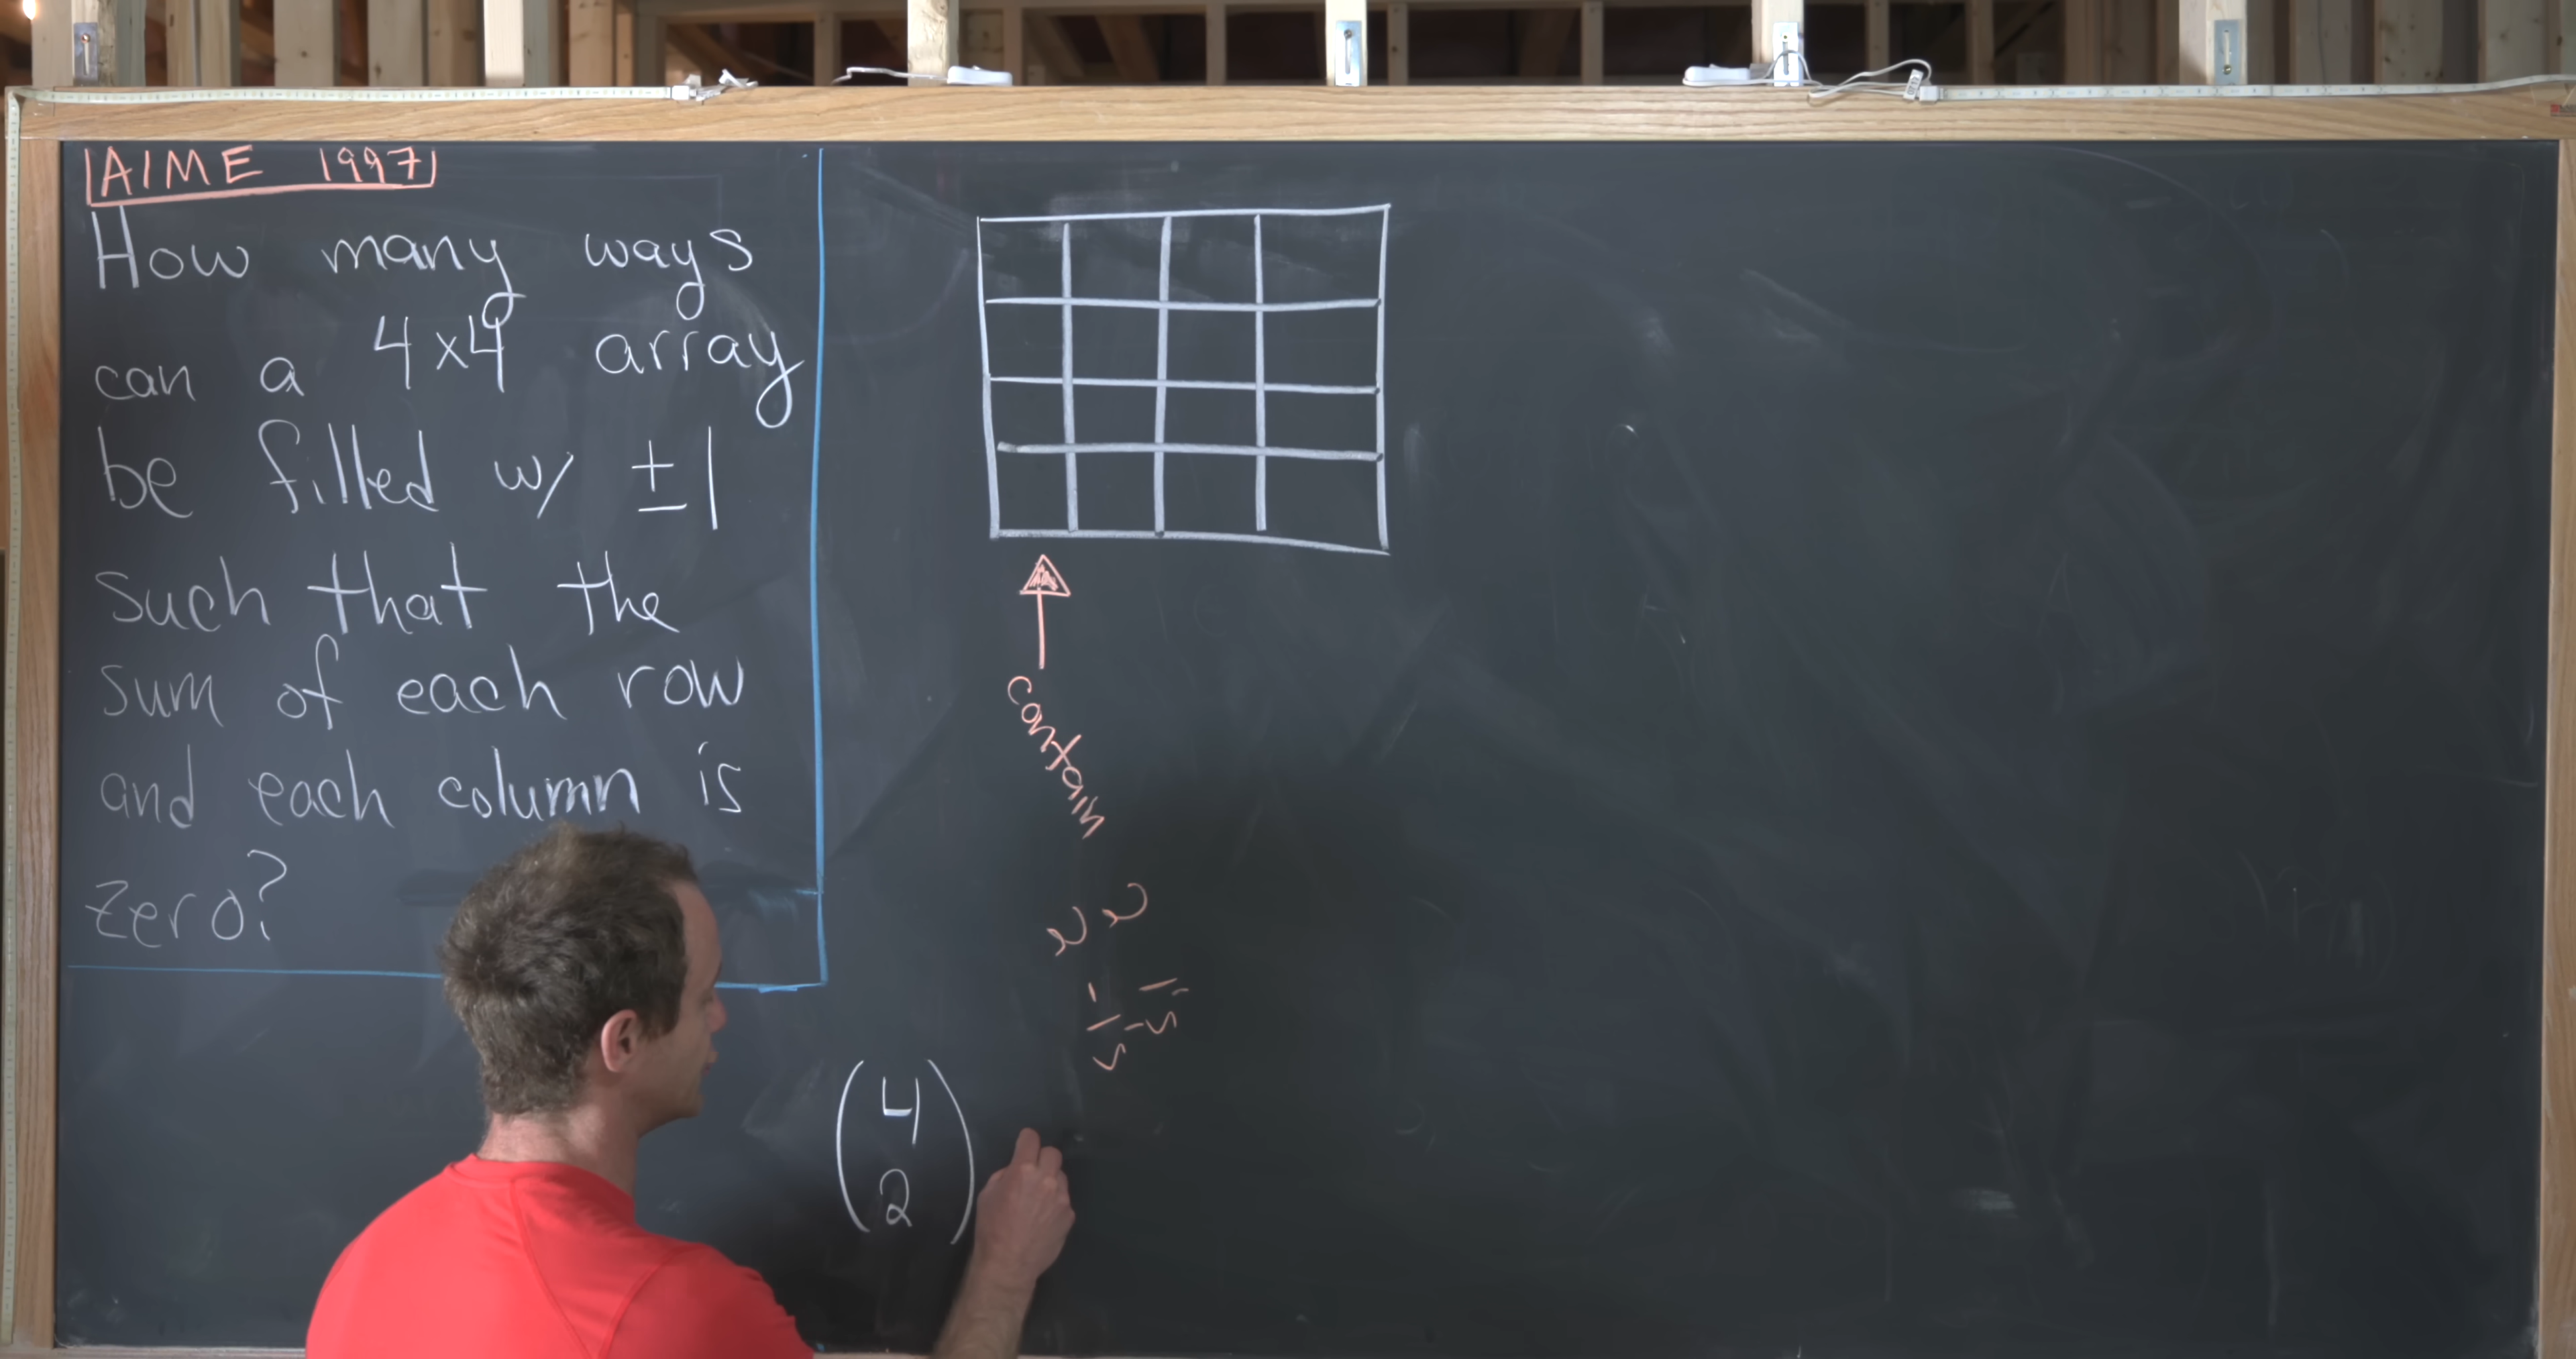 AIME 1997
How many ways
can a 4x4 array
be filled w/ ±1
such that the
sum of each row
and each column is
zero?
contain
2 1's
2 -1's
(4
2)